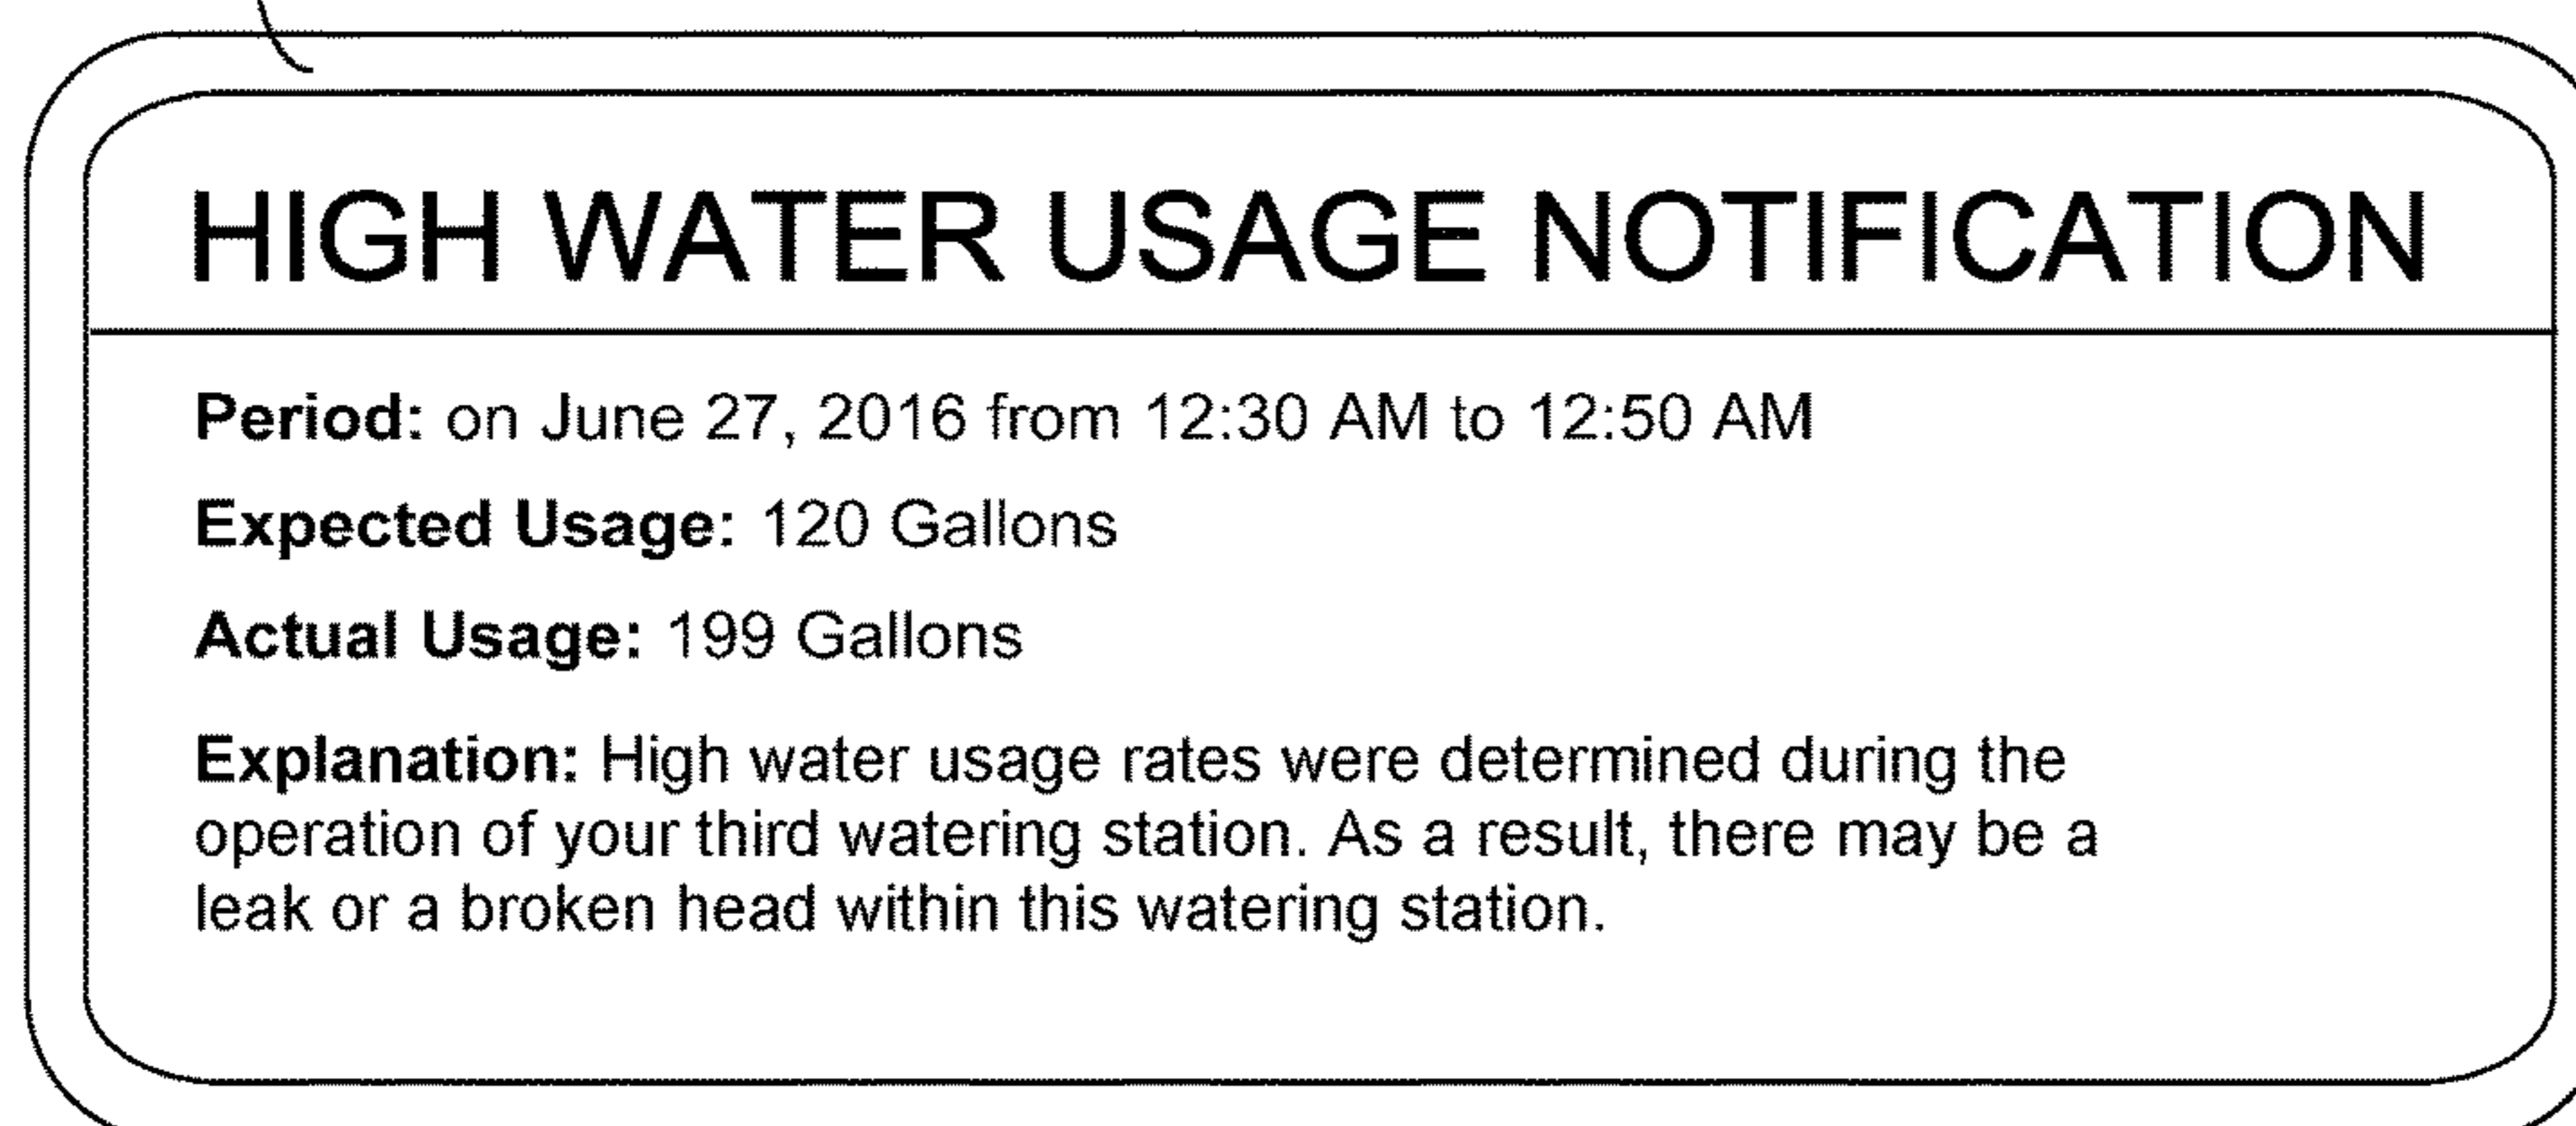 HIGH WATER USAGE NOTIFICATION
Period: on June 27, 2016 from 12:30 AM to 12:50 AM
Expected Usage: 120 Gallons
Actual Usage: 199 Gallons
Explanation: High water usage rates were determined during the
operation of your third watering station. As a result, there may be a
leak or a broken head within this watering station.